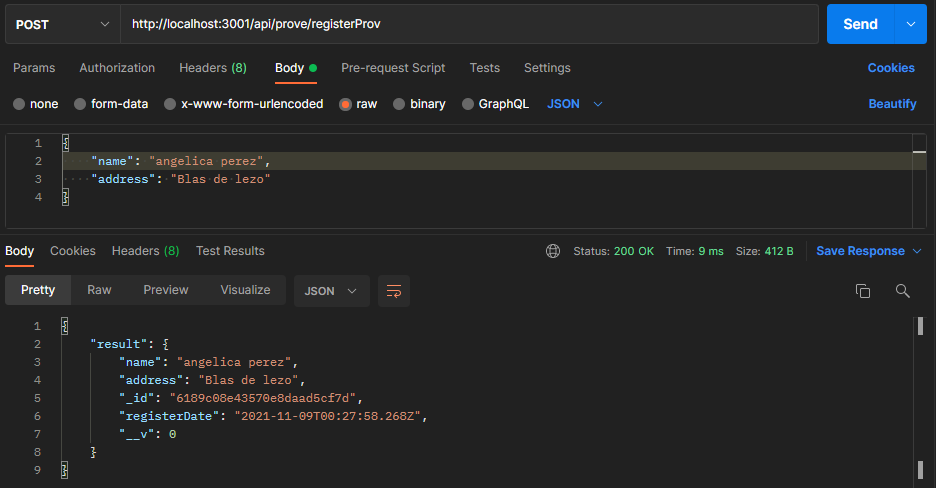 POST http://localhost:3001/api/prove/registerProv Send
Params Authorization Headers (8) Body Pre-request Script Tests Settings Cookies
none form-data x-www-form-urlencoded raw binary GraphQL JSON Beautify
1 {
2 "name": "angelica perez",
3 "address": "Blas de lezo"
4 }
Body Cookies Headers (8) Test Results Status: 200 OK Time: 9 ms Size: 412 B Save Response
Pretty Raw Preview Visualize JSON
1 {
2 "result": {
3 "name": "angelica perez",
4 "address": "Blas de lezo",
5 "_id": "6189c08e43570e8daad5cf7d",
6 "registerDate": "2021-11-09T00:27:58.268Z",
7 "__v": 0
8 }
9 }